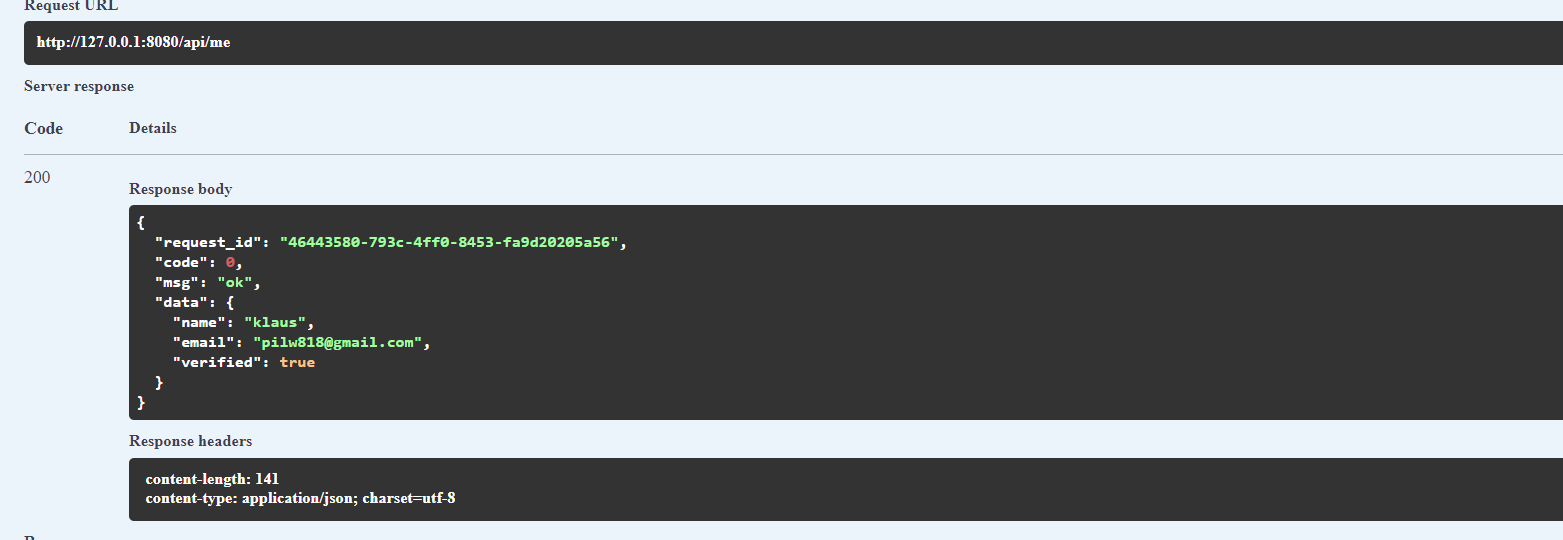 Request URL
http://127.0.0.1:8080/api/me
Server response
Code Details
200
Response body
{
"request_id": "46443580-793c-4ff0-8453-fa9d20205a56",
"code": 0,
"msg": "ok",
"data": {
"name": "klaus",
"email": "pilw818@gmail.com",
"verified": true
}
}
Response headers
content-length: 141
content-type: application/json; charset=utf-8